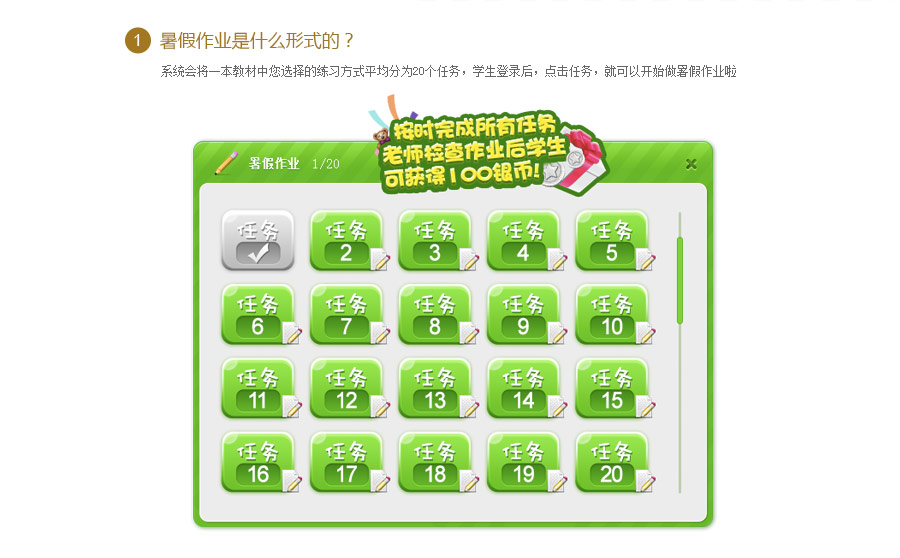 1 暑假作业是什么形式的？
系统会将一本教材中您选择的练习方式平均分为20个任务，学生登录后，点击任务，就可以开始做暑假作业啦
按时完成所有任务
老师检查作业后学生
可获得100银币!
暑假作业 1/20
任务 任务 任务 任务 任务
2 3 4 5
任务 任务 任务 任务 任务
6 7 8 9 10
任务 任务 任务 任务 任务
11 12 13 14 15
任务 任务 任务 任务 任务
16 17 18 19 20